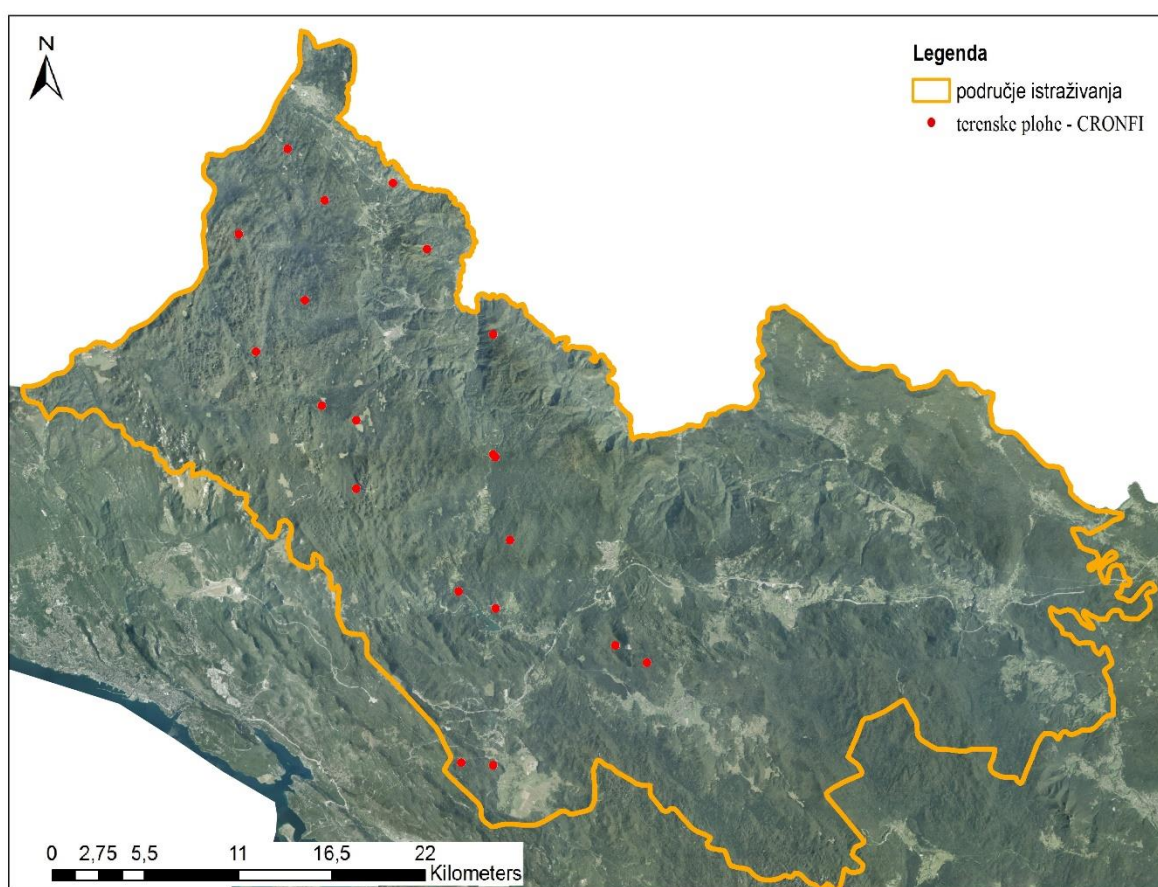 N
Legenda
područje istraživanja
terenske plohe - CRONFI
0 2,75 5,5 11 16,5 22
Kilometers